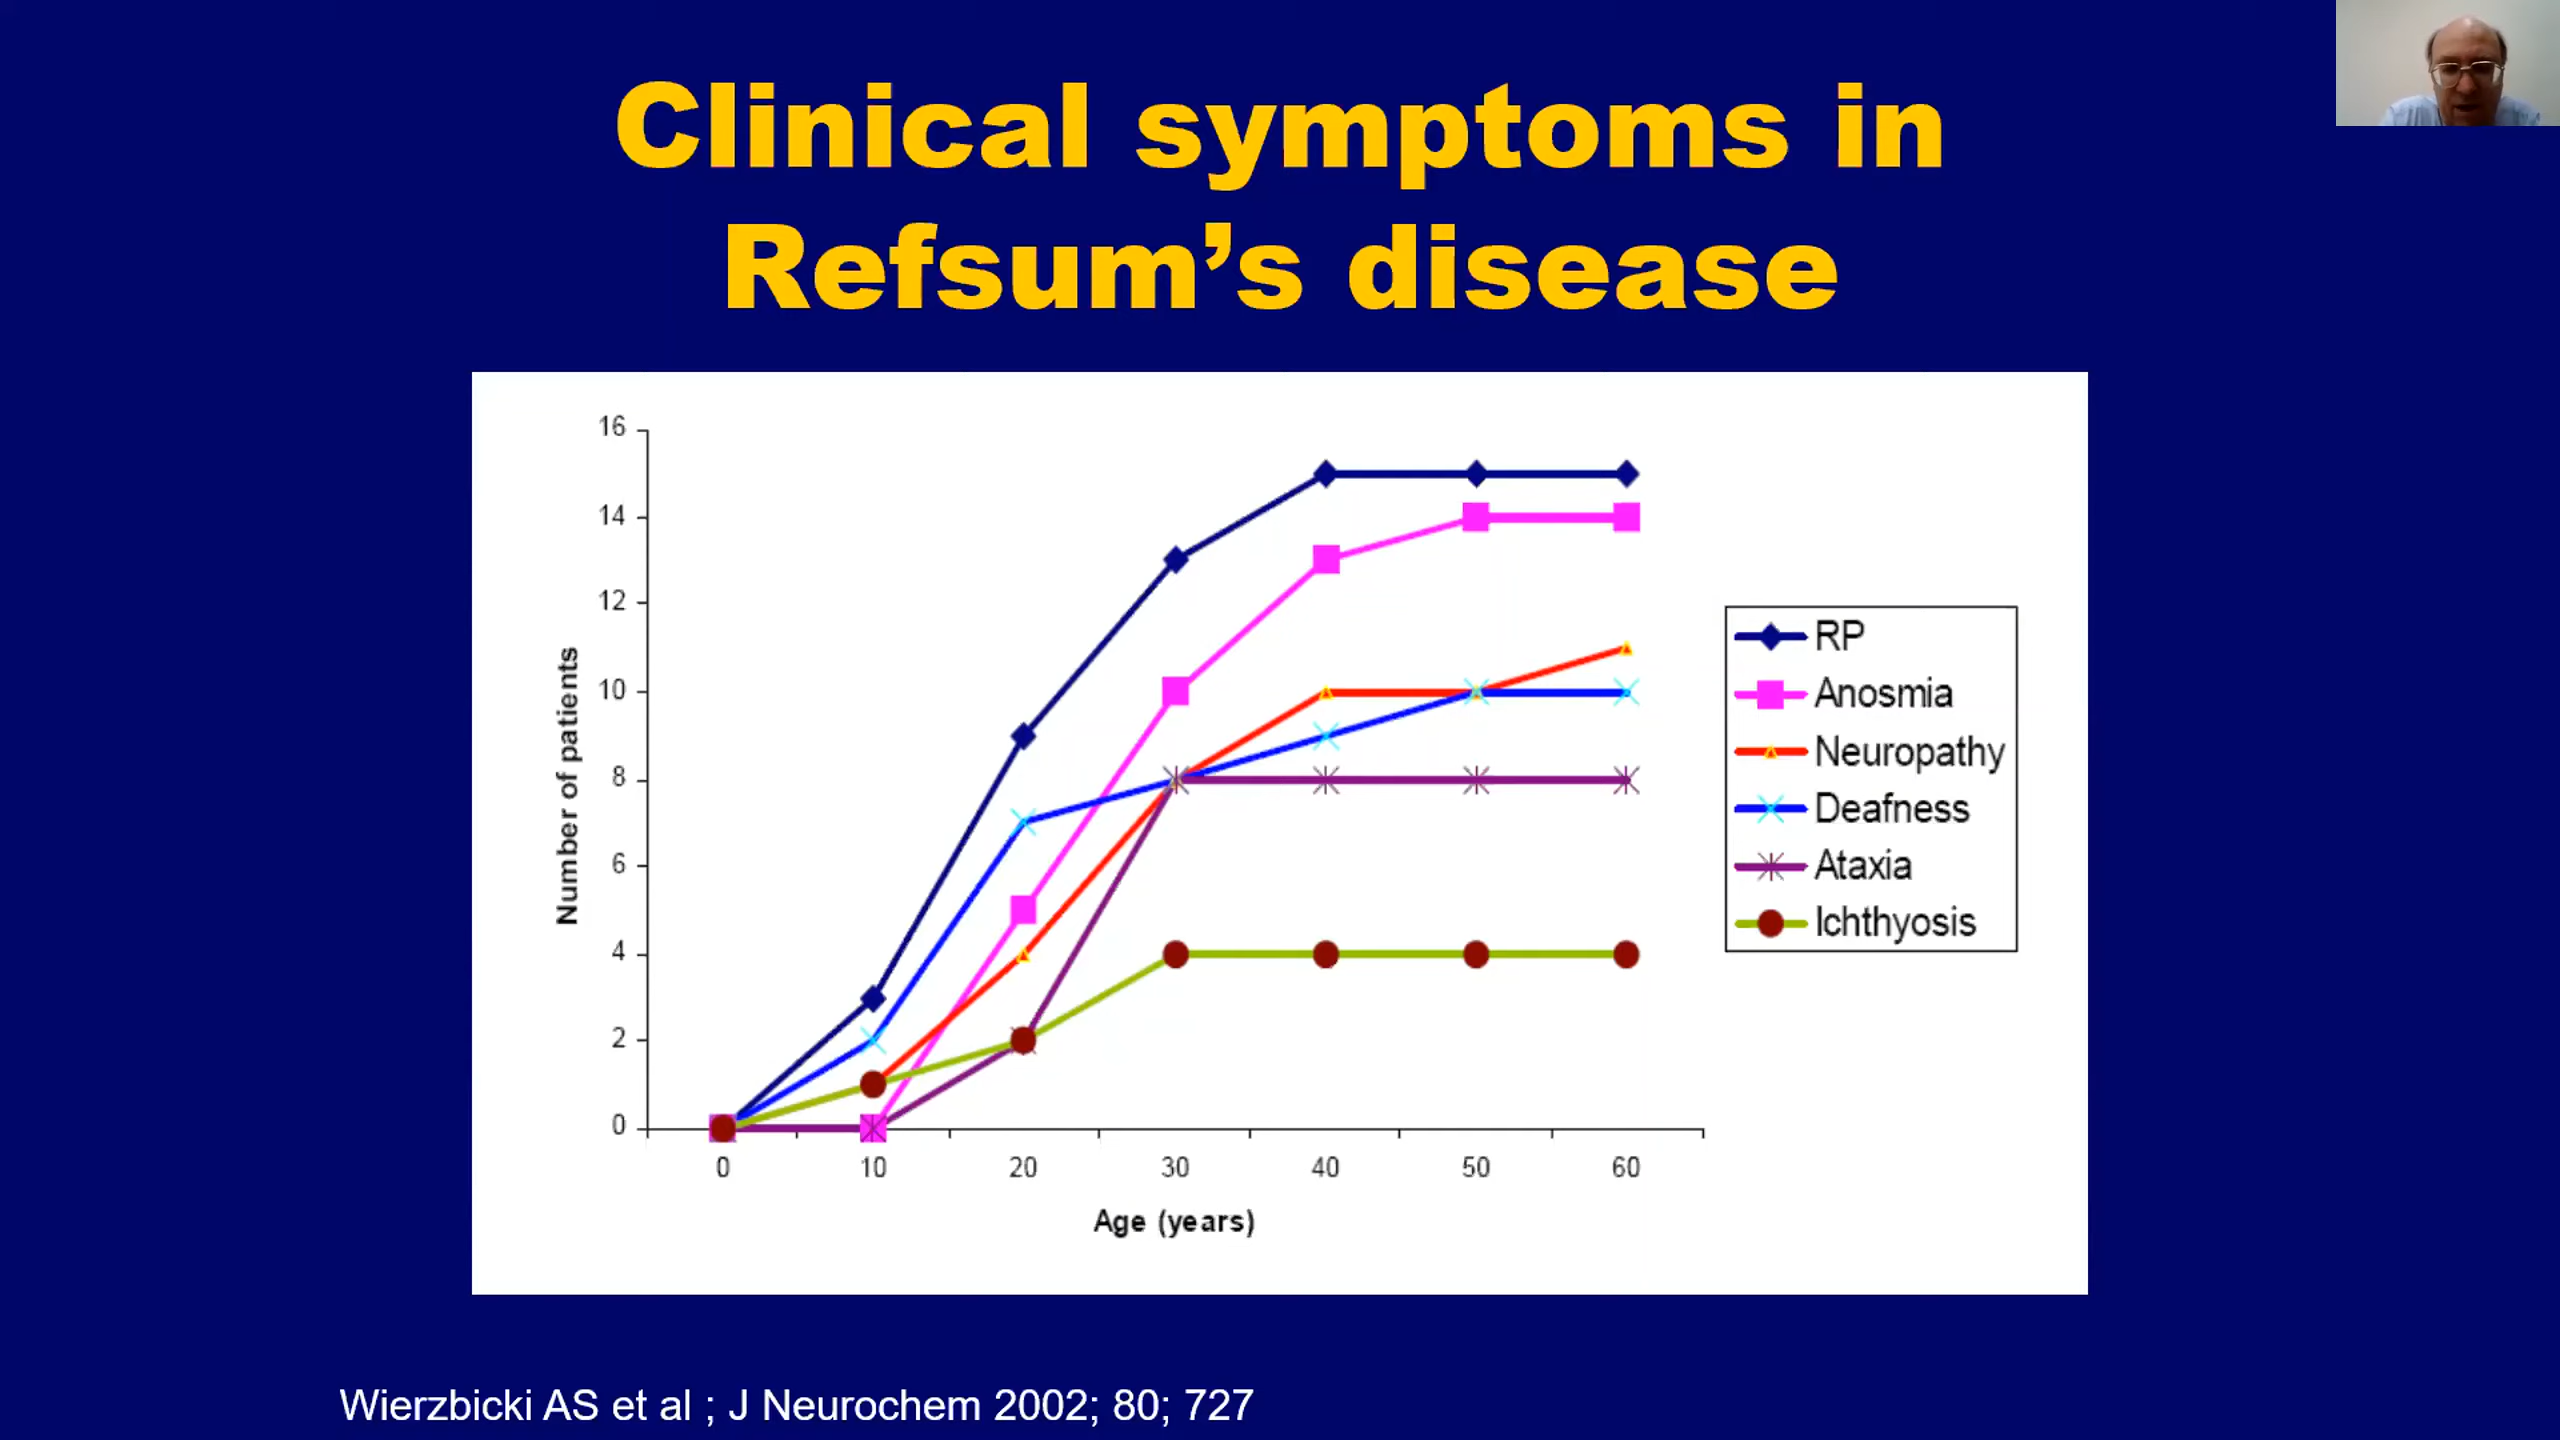 Clinical symptoms in
Refsum’s disease
16
14
12
10
8
6
4
2
0
Number of patients
0 10 20 30 40 50 60
Age (years)
RP
Anosmia
Neuropathy
Deafness
Ataxia
Ichthyosis
Wierzbicki AS et al ; J Neurochem 2002; 80; 727